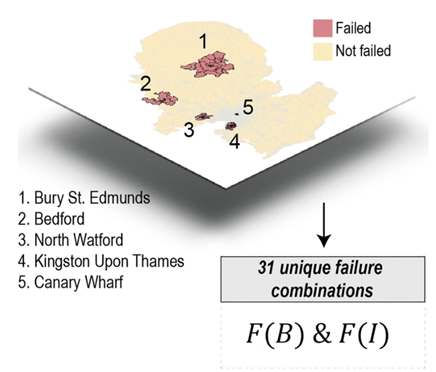 Failed
Not failed
1
2
3
4
5
1. Bury St. Edmunds
2. Bedford
3. North Watford
4. Kingston Upon Thames
5. Canary Wharf
31 unique failure
combinations
F(B) & F(I)